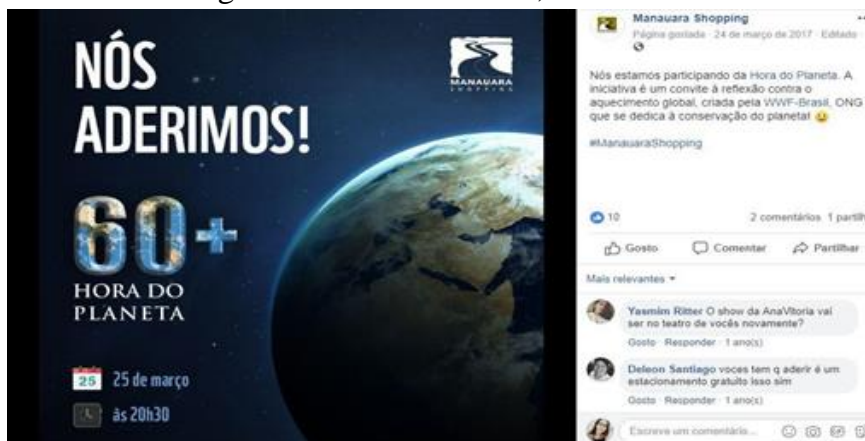 NÓS
ADERIMOS!
MANAUARA
SHOPPING
60+
HORA DO
PLANETA
25 25 de março
às 20h30
Manauara Shopping
Página gostada · 24 de março de 2017 · Editado ·
Nós estamos participando da Hora do Planeta. A
iniciativa é um convite à reflexão contra o
aquecimento global, criada pela WWF-Brasil, ONG
que se dedica à conservação do planeta!
#ManauaraShopping
10
2 comentários 1 partilh
Gosto Comentar Partilhar
Mais relevantes
Yasmim Ritter O show da AnaVitoria vai
ser no teatro de vocês novamente?
Gosto · Responder · 1 ano(s)
Deleon Santiago voces tem q aderir é um
estacionamento gratuito isso sim
Gosto · Responder · 1 ano(s)
Escreve um comentário...